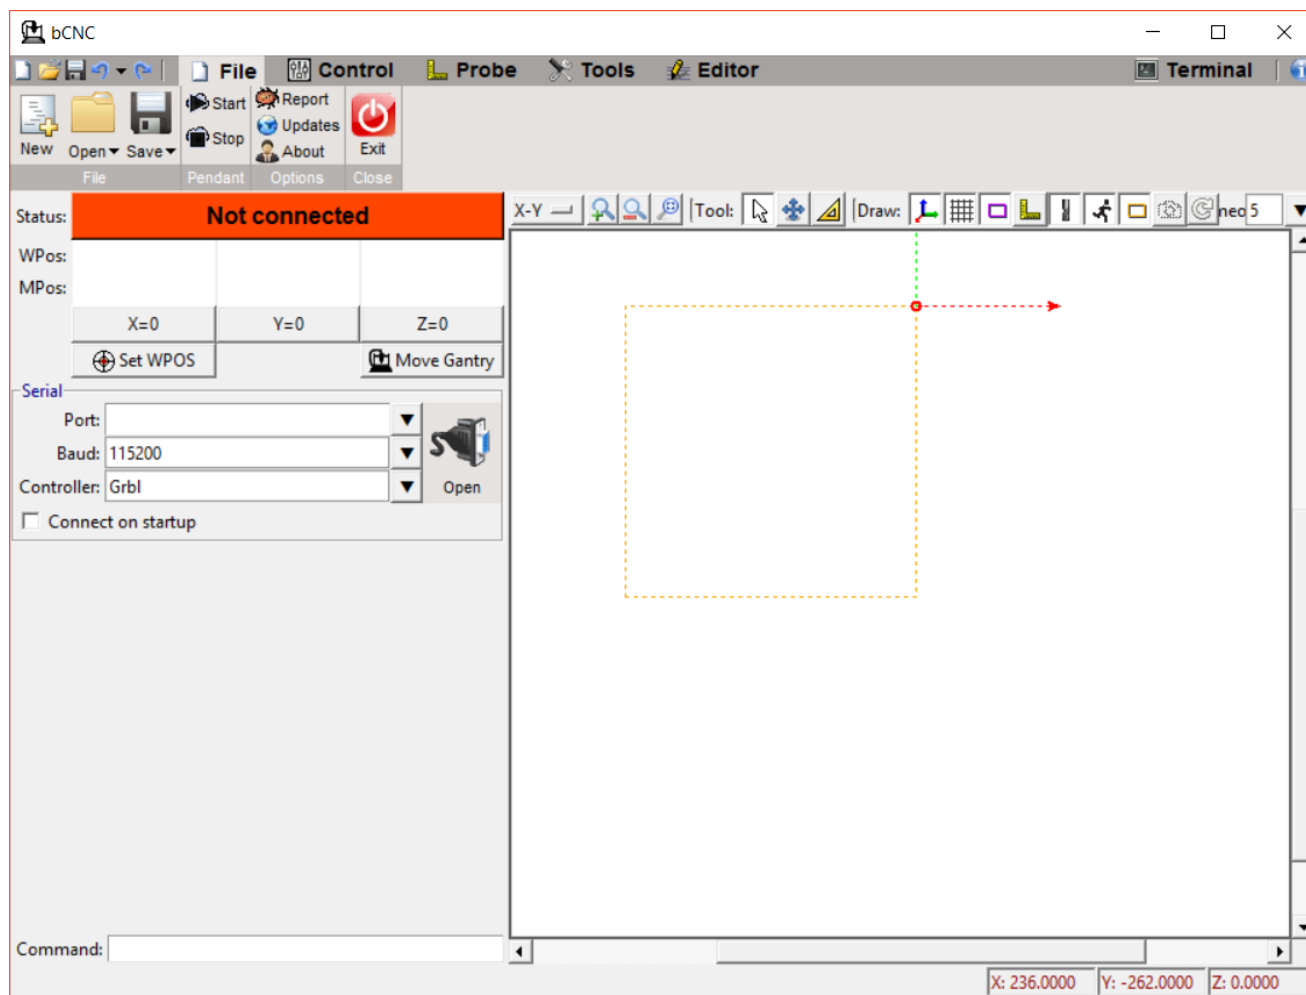 bCNC
File Control Probe Tools Editor Terminal
New Open Save Start Stop Report Updates About Exit
File Pendant Options Close
Status: Not connected
WPos:
MPos:
X=0 Y=0 Z=0
Set WPOS Move Gantry
Serial
Port:
Baud: 115200
Controller: Grbl
Open
Connect on startup
X-Y Tool: Draw: neo 5
Command:
X: 236.0000 Y: -262.0000 Z: 0.0000